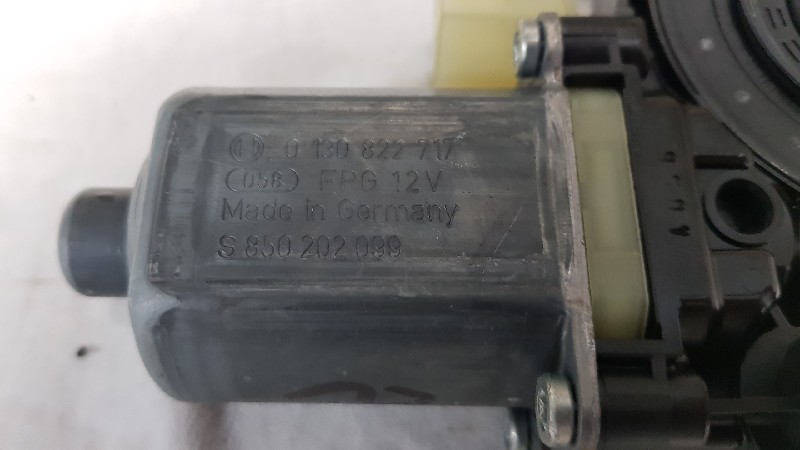 0 130 822 717
(058) FPG 12V
Made in Germany
S 850 202 099